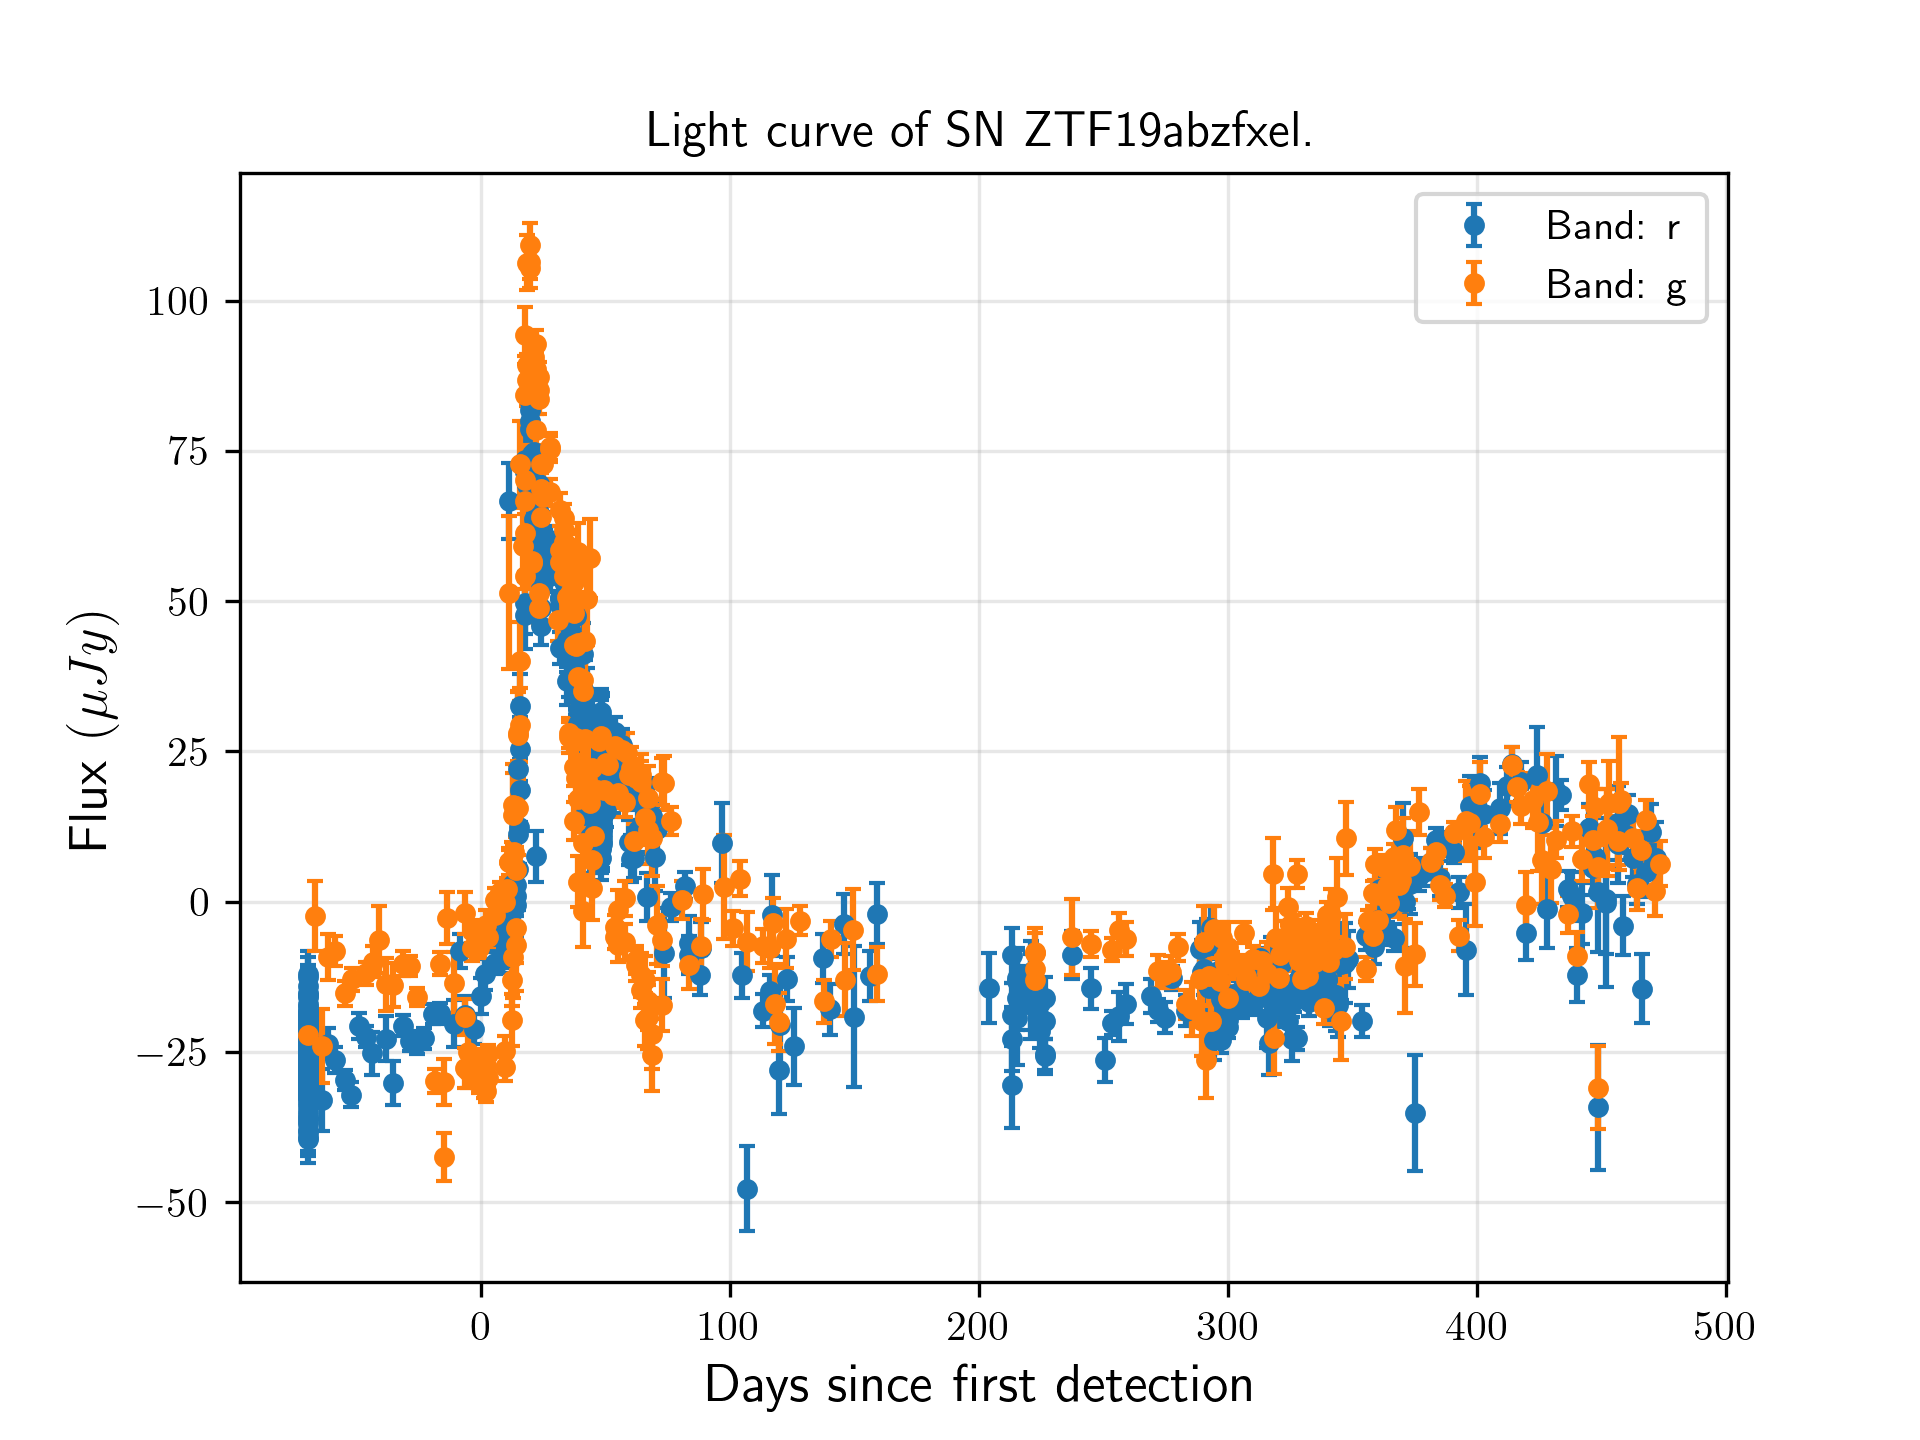 Light curve of SN ZTF19abzfxel.
Band: r
Band: g
100
75
50
25
0
−25
−50
Flux (μJy)
0 100 200 300 400 500
Days since first detection